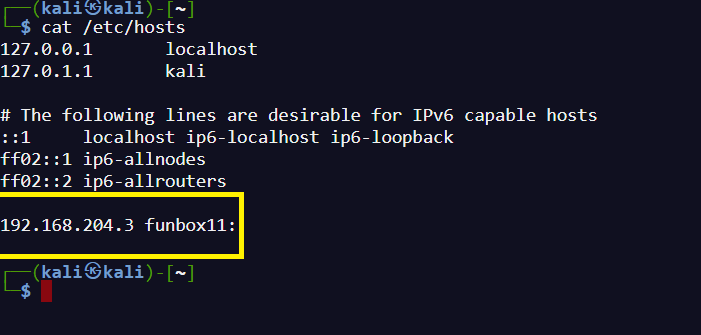 ┌──(kali㉿kali)-[~]
└─$ cat /etc/hosts
127.0.0.1       localhost
127.0.1.1       kali
# The following lines are desirable for IPv6 capable hosts
::1     localhost ip6-localhost ip6-loopback
ff02::1 ip6-allnodes
ff02::2 ip6-allrouters
192.168.204.3 funbox11:
┌──(kali㉿kali)-[~]
└─$